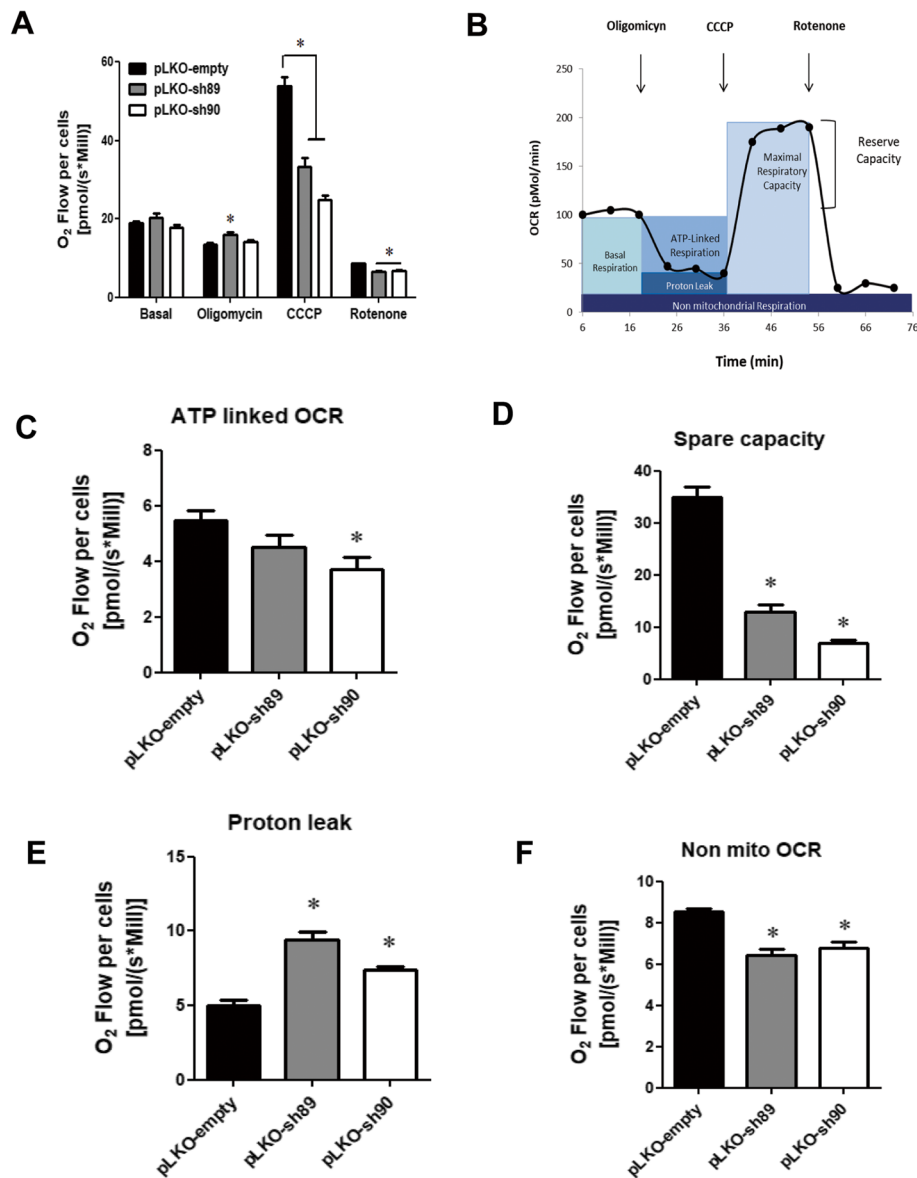 A
O2 Flow per cells
[pmol/(s*Mill)]
60
40
20
0
pLKO-empty
pLKO-sh89
pLKO-sh90
*
*
*
Basal
Oligomycin
CCCP
Rotenone
B
Oligomicyn
CCCP
Rotenone
OCR (pMol/min)
250
200
150
100
50
0
Basal
Respiration
ATP-Linked
Respiration
Proton Leak
Maximal
Respiratory
Capacity
Reserve
Capacity
Non mitochondrial Respiration
6
16
26
36
46
56
66
76
Time (min)
C
ATP linked OCR
O2 Flow per cells
[pmol/(s*Mill)]
8
6
4
2
0
*
pLKO-empty
pLKO-sh89
pLKO-sh90
D
Spare capacity
O2 Flow per cells
[pmol/(s*Mill)]
40
30
20
10
0
*
*
pLKO-empty
pLKO-sh89
pLKO-sh90
E
Proton leak
O2 Flow per cells
[pmol/(s*Mill)]
15
10
5
0
*
*
pLKO-empty
pLKO-sh89
pLKO-sh90
F
Non mito OCR
O2 Flow per cells
[pmol/(s*Mill)]
10
8
6
4
2
0
*
*
pLKO-empty
pLKO-sh89
pLKO-sh90